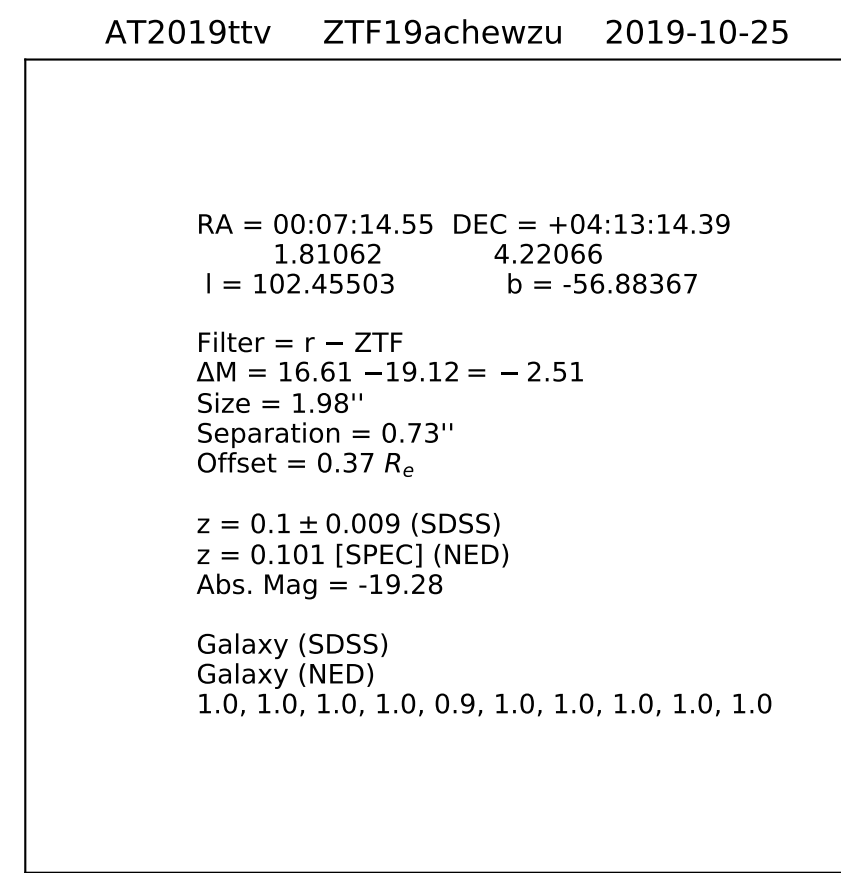 AT2019ttv ZTF19achewzu 2019-10-25
RA = 00:07:14.55 DEC = +04:13:14.39
1.81062 4.22066
l = 102.45503 b = -56.88367
Filter = r − ZTF
ΔM = 16.61 −19.12 = − 2.51
Size = 1.98''
Separation = 0.73''
Offset = 0.37 Rₑ
z = 0.1 ± 0.009 (SDSS)
z = 0.101 [SPEC] (NED)
Abs. Mag = -19.28
Galaxy (SDSS)
Galaxy (NED)
1.0, 1.0, 1.0, 1.0, 0.9, 1.0, 1.0, 1.0, 1.0, 1.0